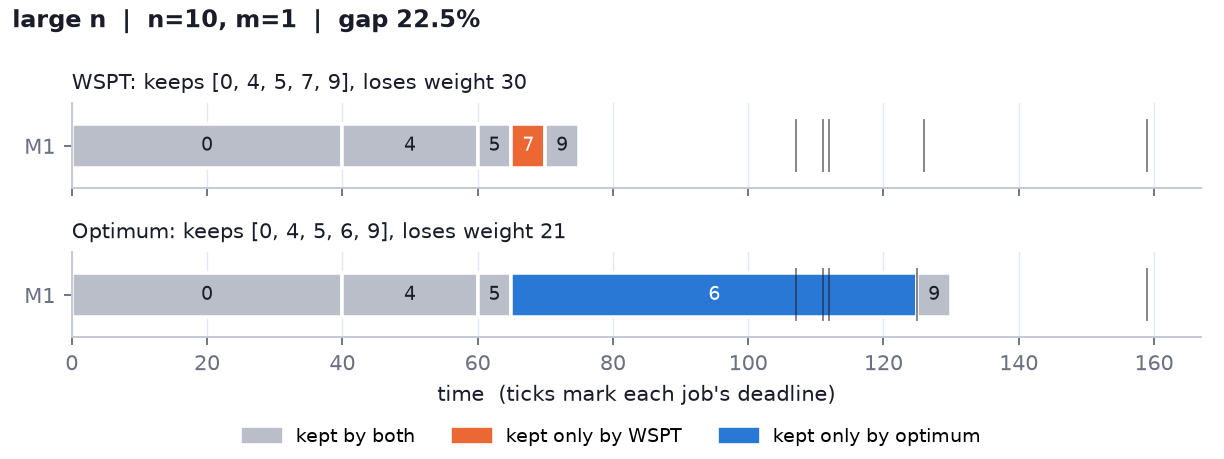 large n | n=10, m=1 | gap 22.5%
WSPT: keeps [0, 4, 5, 7, 9], loses weight 30
M1
0 4 5 7 9
Optimum: keeps [0, 4, 5, 6, 9], loses weight 21
M1
0 4 5 6 9
0 20 40 60 80 100 120 140 160
time (ticks mark each job's deadline)
kept by both kept only by WSPT kept only by optimum